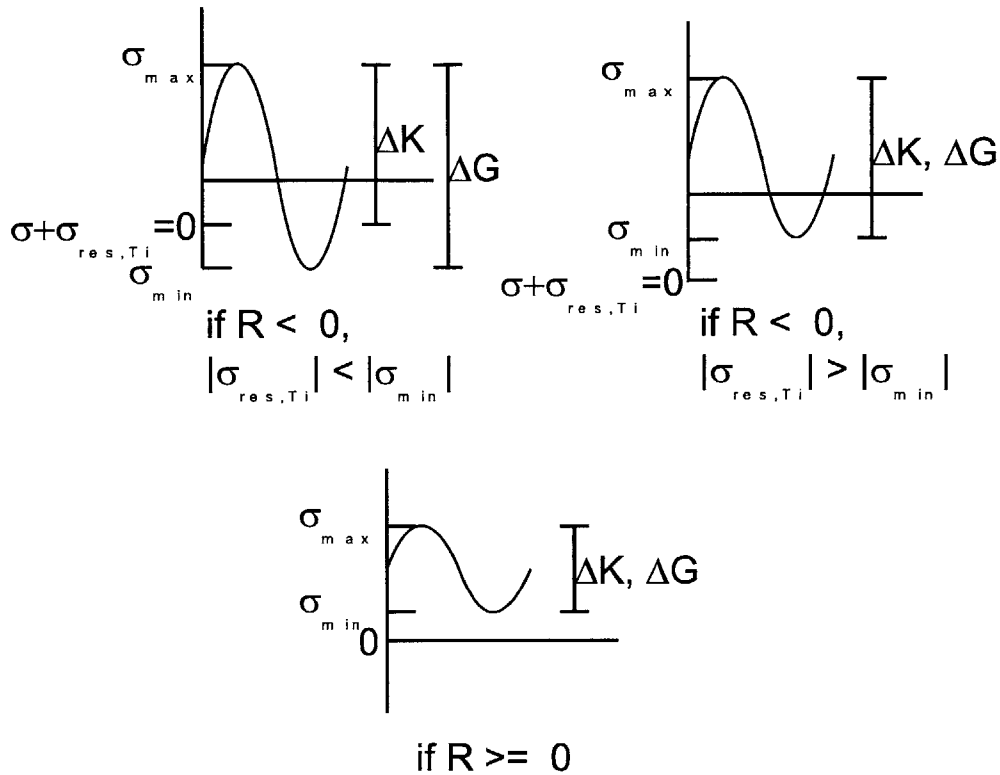 σmax
ΔK
ΔG
σ+σres,Ti=0
σmin
if R < 0,
|σres,Ti| < |σmin|
σmax
ΔK, ΔG
σmin
σ+σres,Ti=0
if R < 0,
|σres,Ti| > |σmin|
σmax
ΔK, ΔG
σmin
0
if R >= 0